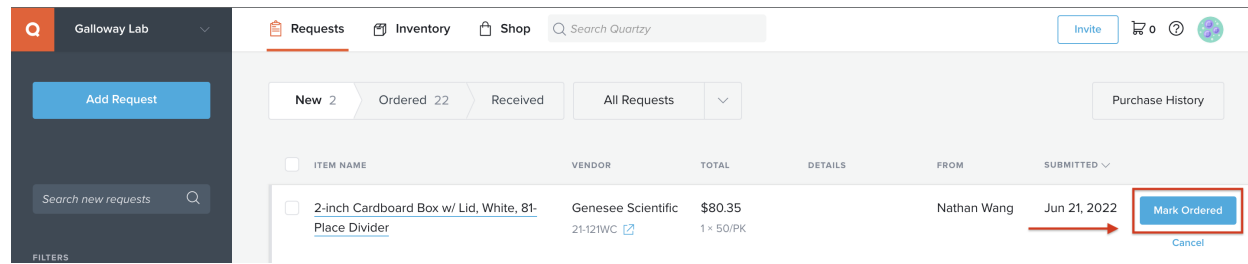 Q Galloway Lab
Requests Inventory Shop Search Quartzy Invite 0 ?
Add Request
New 2 Ordered 22 Received All Requests Purchase History
ITEM NAME VENDOR TOTAL DETAILS FROM SUBMITTED
Search new requests
2-inch Cardboard Box w/ Lid, White, 81- Genesee Scientific $80.35 Nathan Wang Jun 21, 2022 Mark Ordered
Place Divider 21-121WC 1 × 50/PK
Cancel
FILTERS